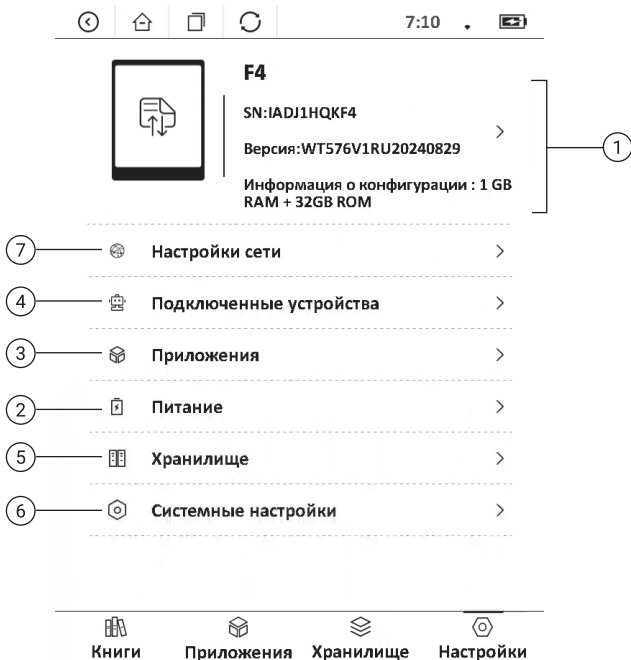 7:10
F4
SN:IADJ1HQKF4
Версия:WT576V1RU20240829
Информация о конфигурации : 1 GB
RAM + 32GB ROM
1
7 Настройки сети
4 Подключенные устройства
3 Приложения
2 Питание
5 Хранилище
6 Системные настройки
Книги Приложения Хранилище Настройки